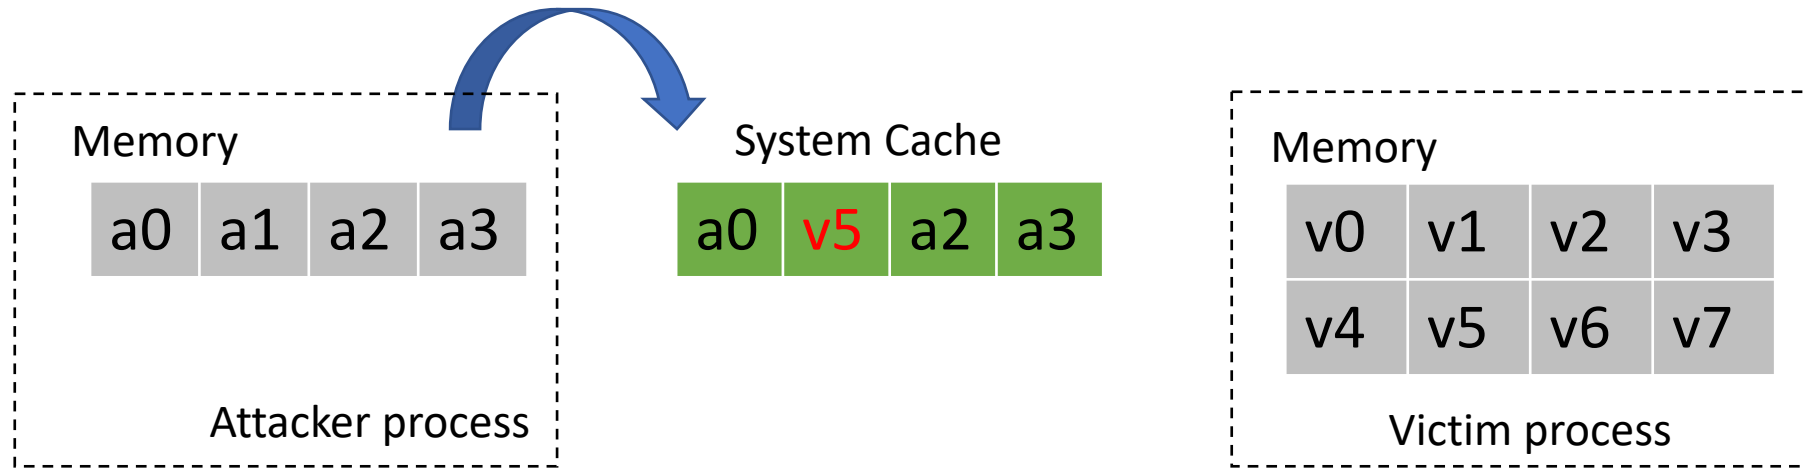 Memory
a0 a1 a2 a3
Attacker process
System Cache
a0 v5 a2 a3
Memory
v0 v1 v2 v3
v4 v5 v6 v7
Victim process